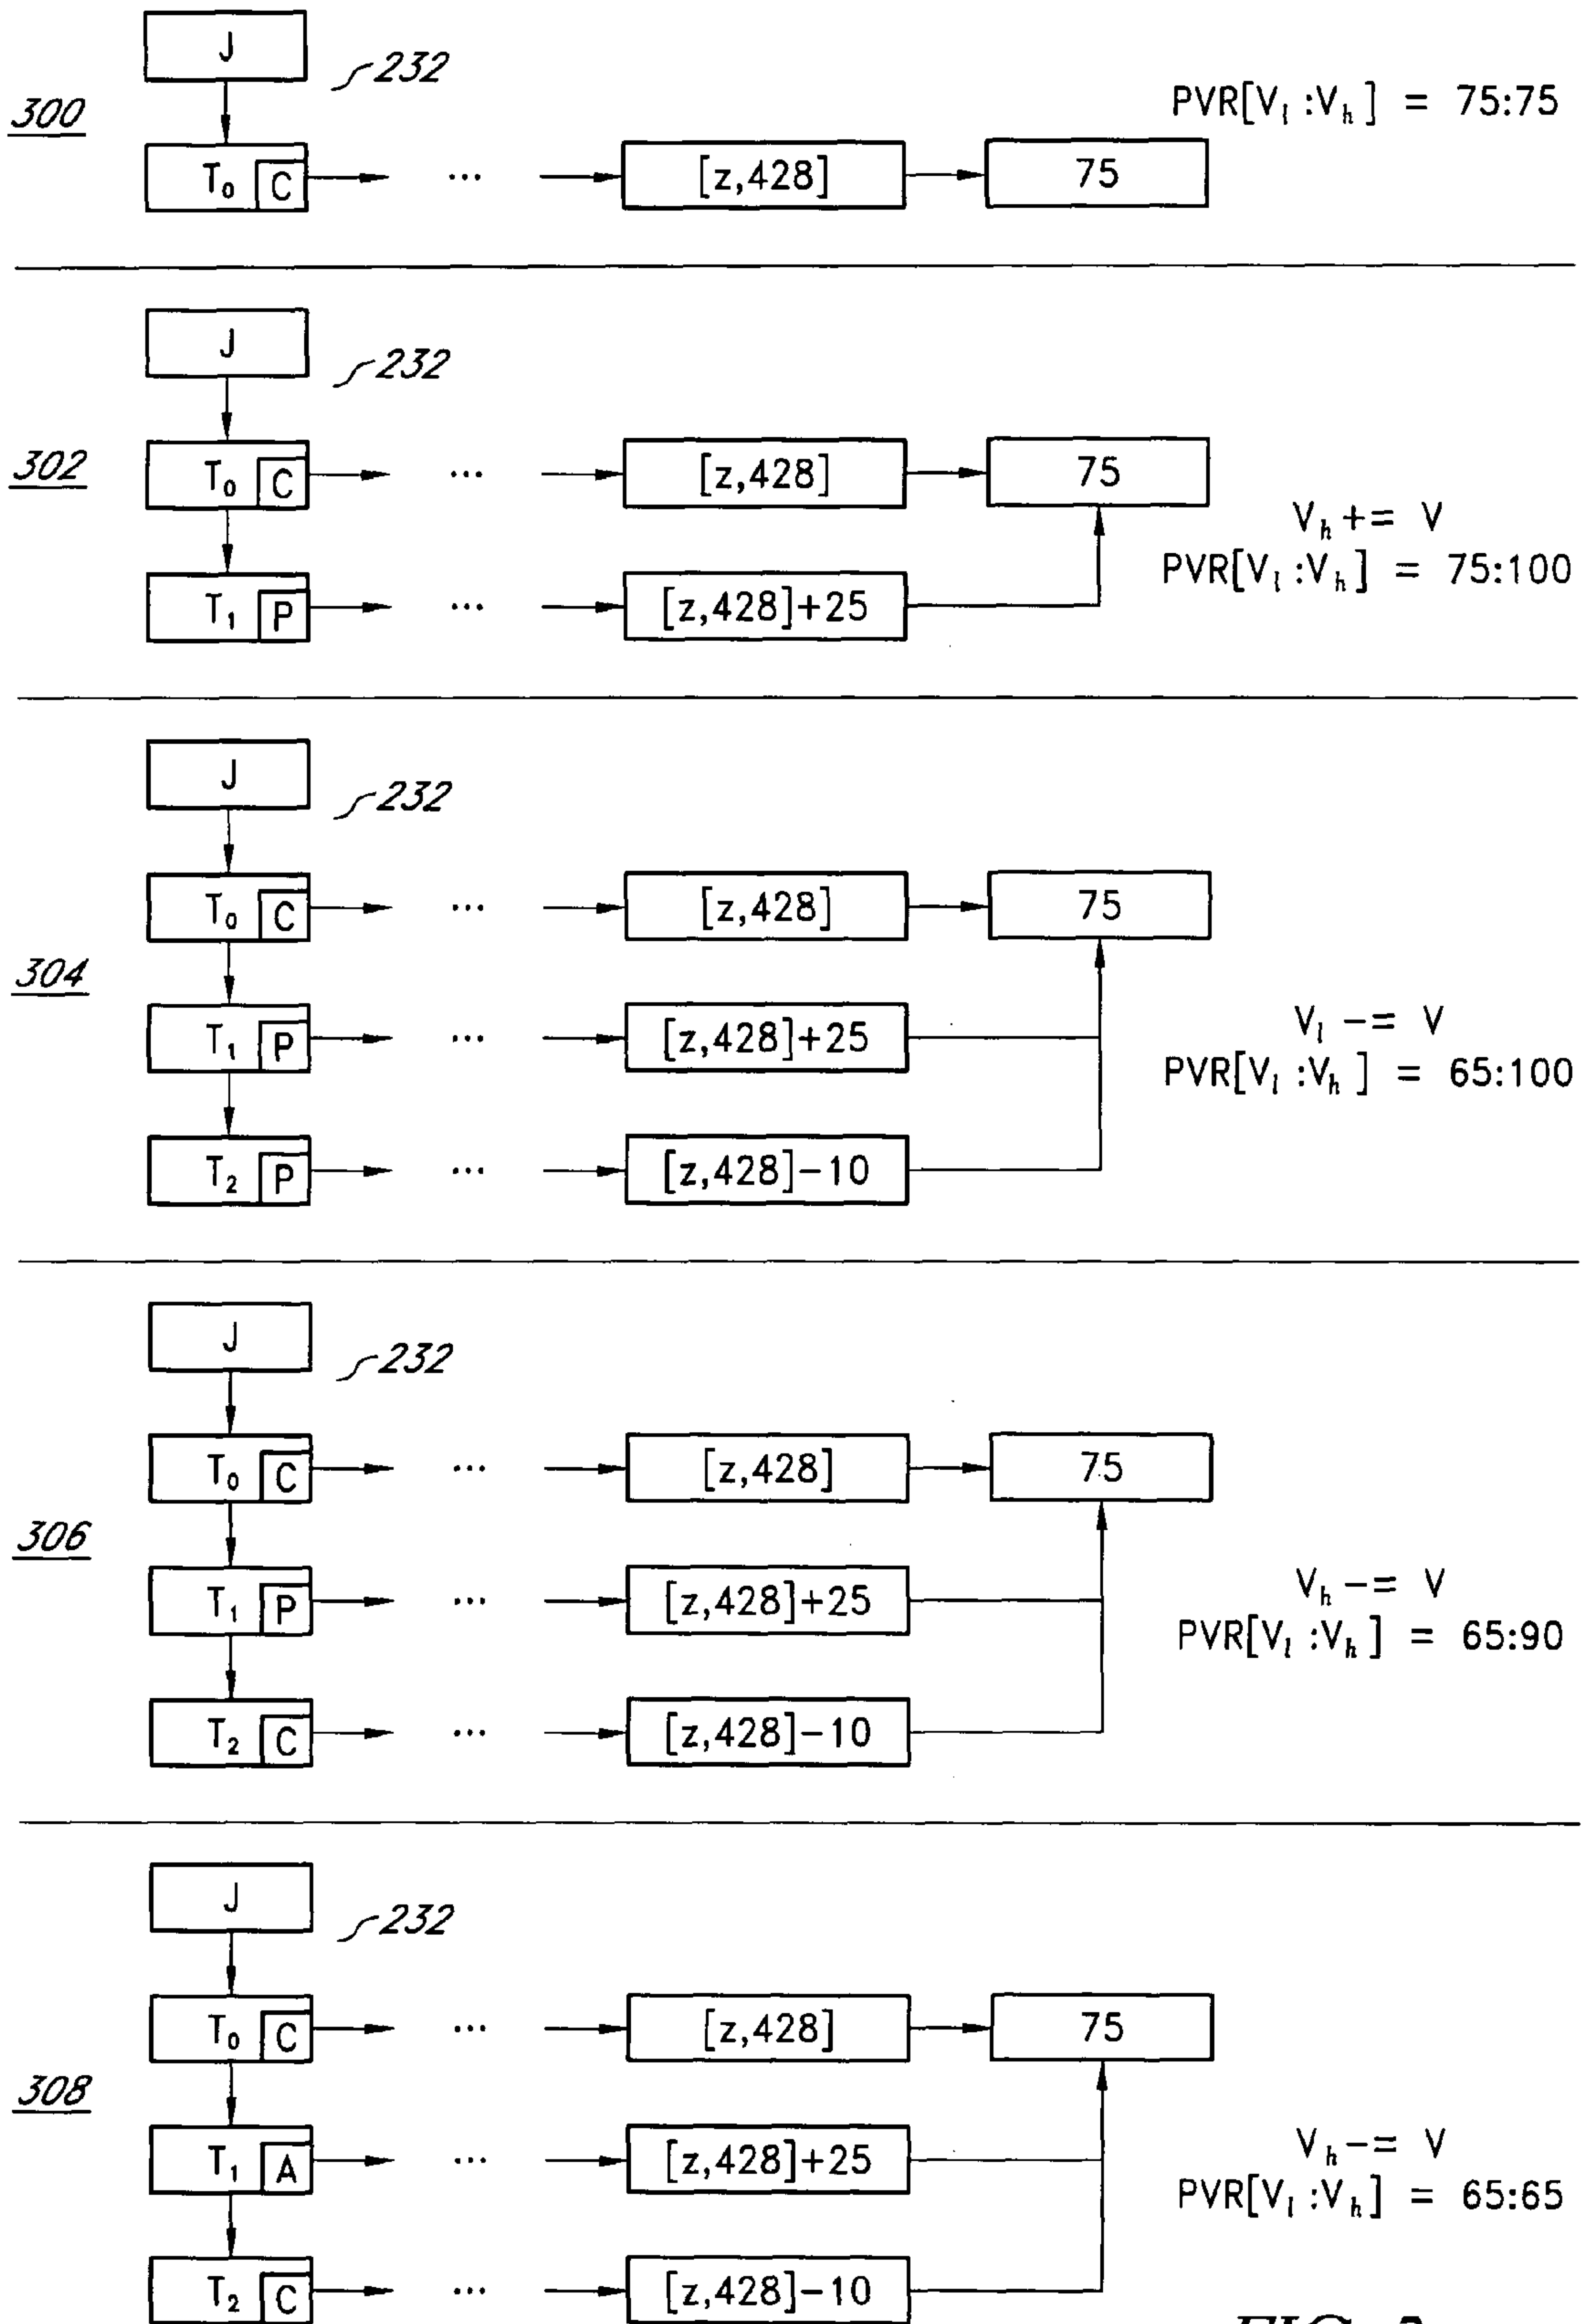 J
232
300
PVR[Vl :Vh] = 75:75
T0 C ... [z,428] 75
J
232
302
T0 C ... [z,428] 75
Vh += V
PVR[Vl :Vh] = 75:100
T1 P ... [z,428]+25
J
232
T0 C ... [z,428] 75
304
T1 P ... [z,428]+25
Vl -= V
PVR[Vl :Vh] = 65:100
T2 P ... [z,428]-10
J
232
T0 C ... [z,428] 75
306
T1 P ... [z,428]+25
Vh -= V
PVR[Vl :Vh] = 65:90
T2 C ... [z,428]-10
J
232
T0 C ... [z,428] 75
308
T1 A ... [z,428]+25
Vh -= V
PVR[Vl :Vh] = 65:65
T2 C ... [z,428]-10